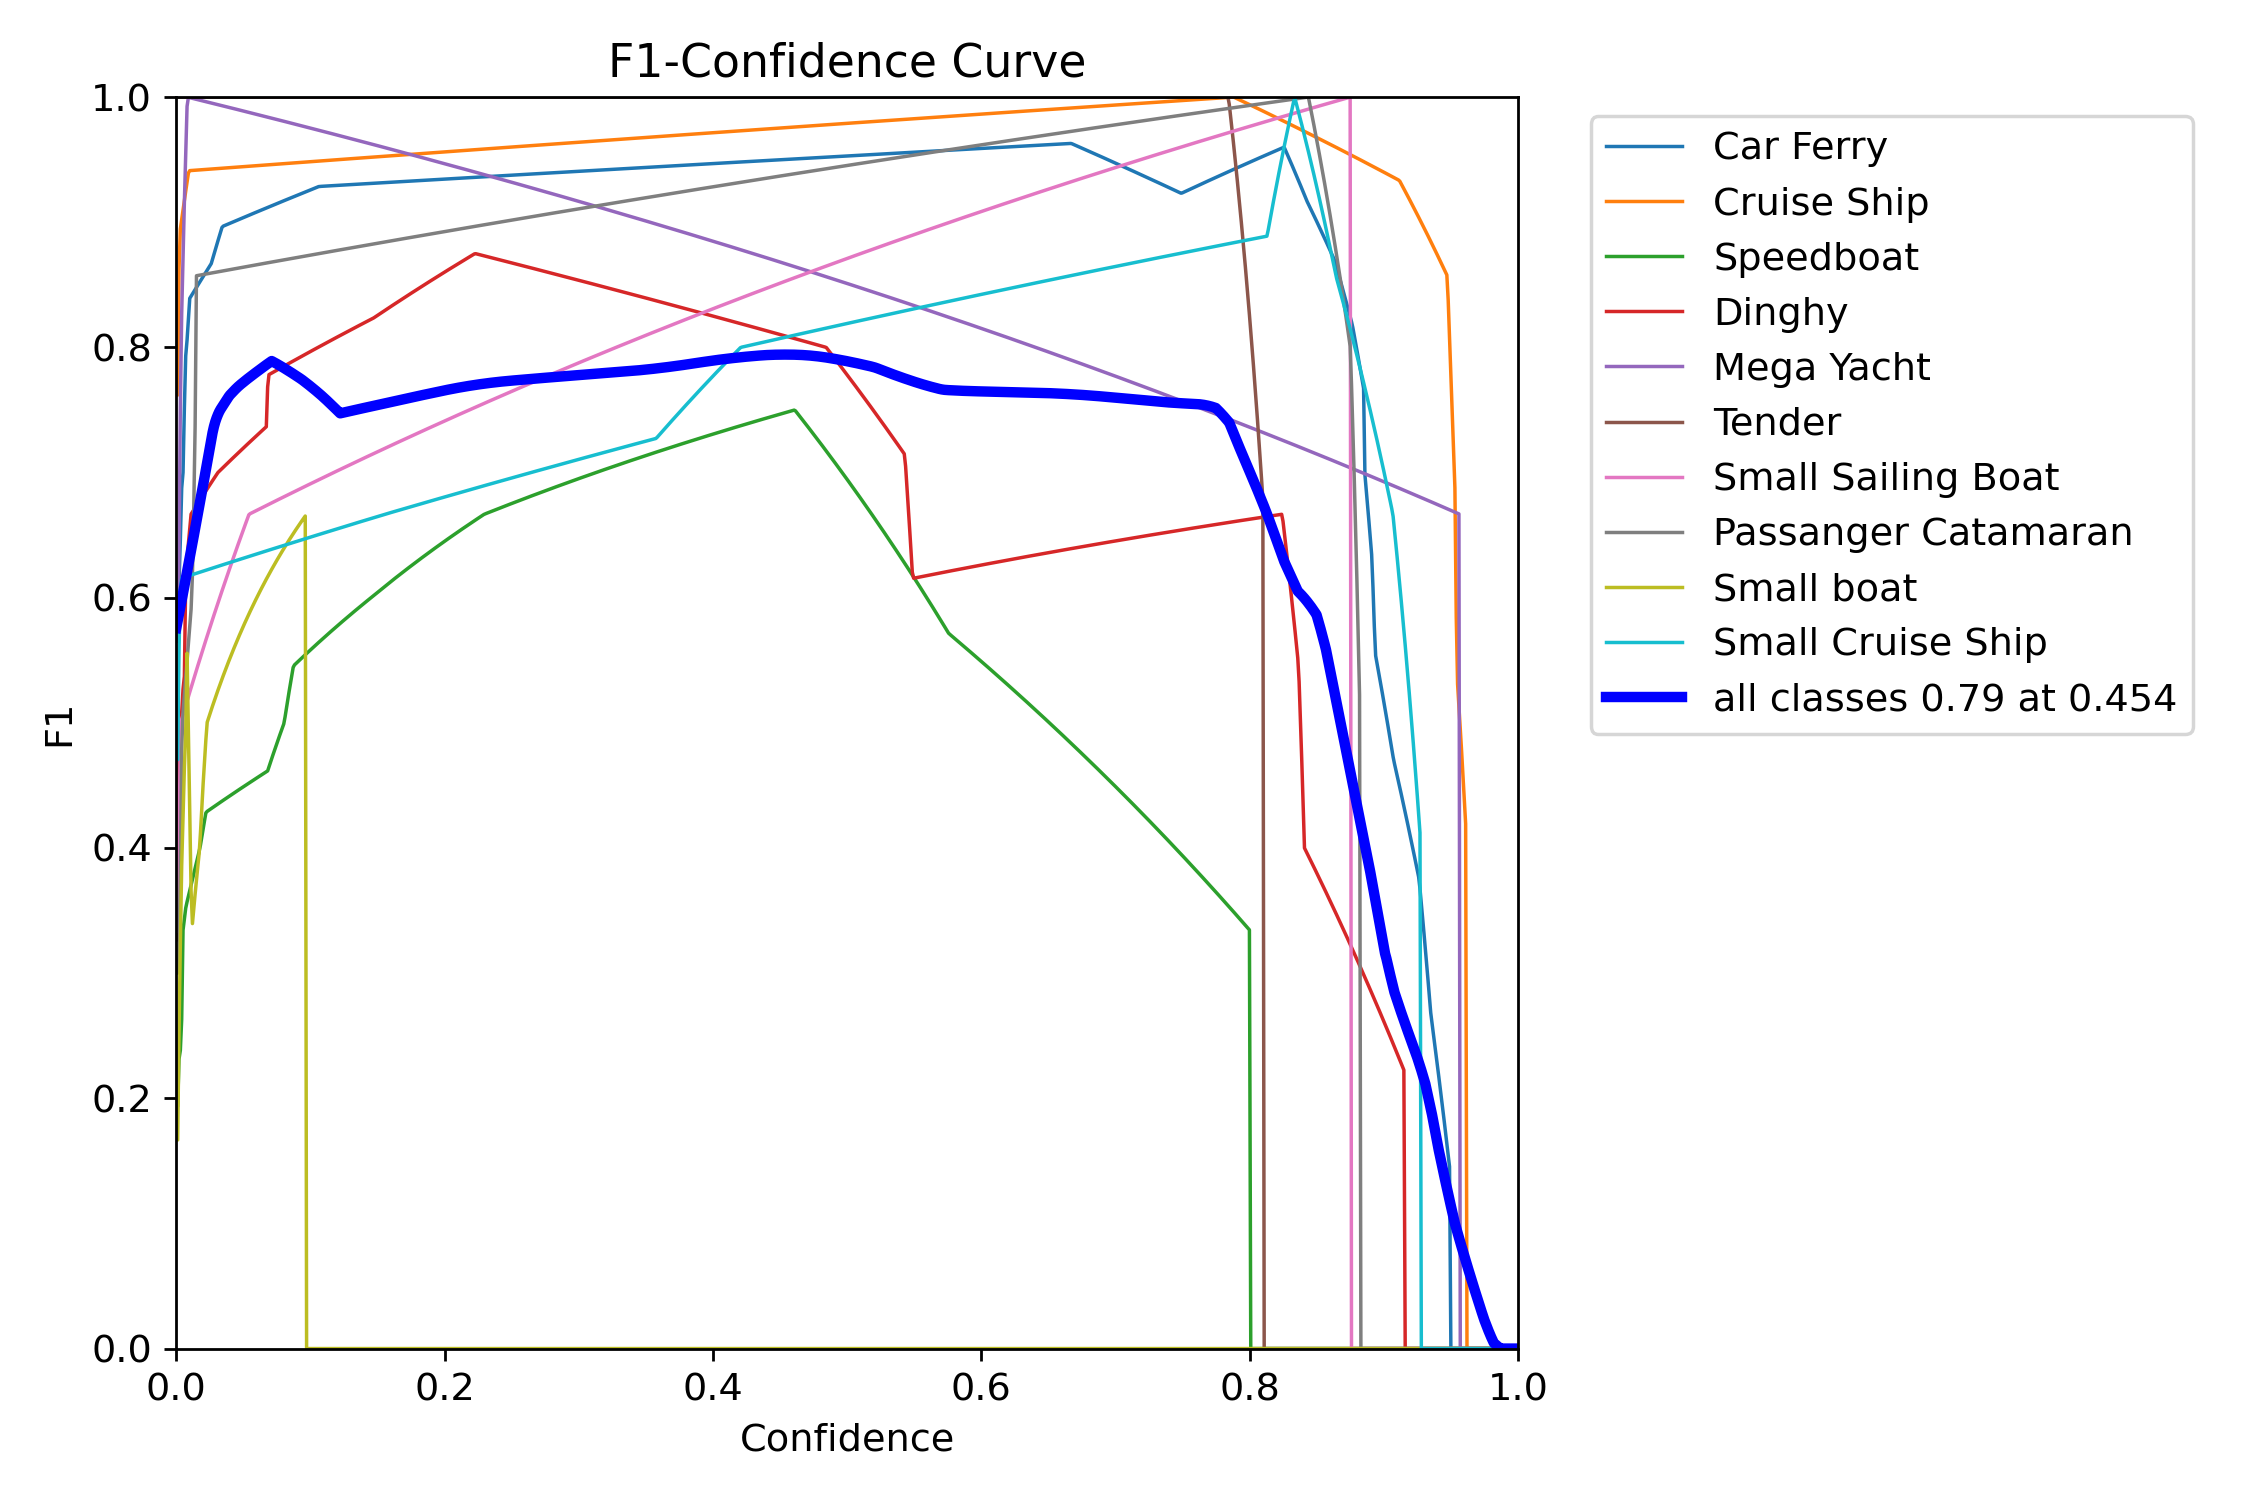 F1-Confidence Curve
1.0
0.8
0.6
0.4
0.2
0.0
F1
0.0 0.2 0.4 0.6 0.8 1.0
Confidence
Car Ferry
Cruise Ship
Speedboat
Dinghy
Mega Yacht
Tender
Small Sailing Boat
Passanger Catamaran
Small boat
Small Cruise Ship
all classes 0.79 at 0.454